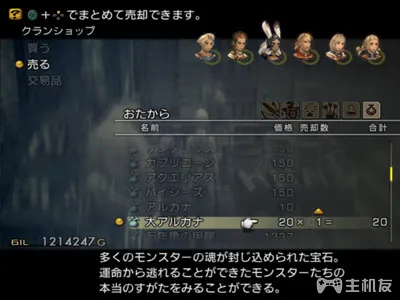 +でまとめて売却できます。
クランショップ
買う
売る
交易品
おたから
名前 価格 売却数 合計
カプリコーン 150
アクエリアス 150
パイシーズ 150
アルカナ 10
大アルカナ 20× 1= 20
GIL 1214247G
多くのモンスターの魂が封じ込められた宝石。
運命から逃れることができたモンスターたちの
本当のすがたをみることができる。
主机友